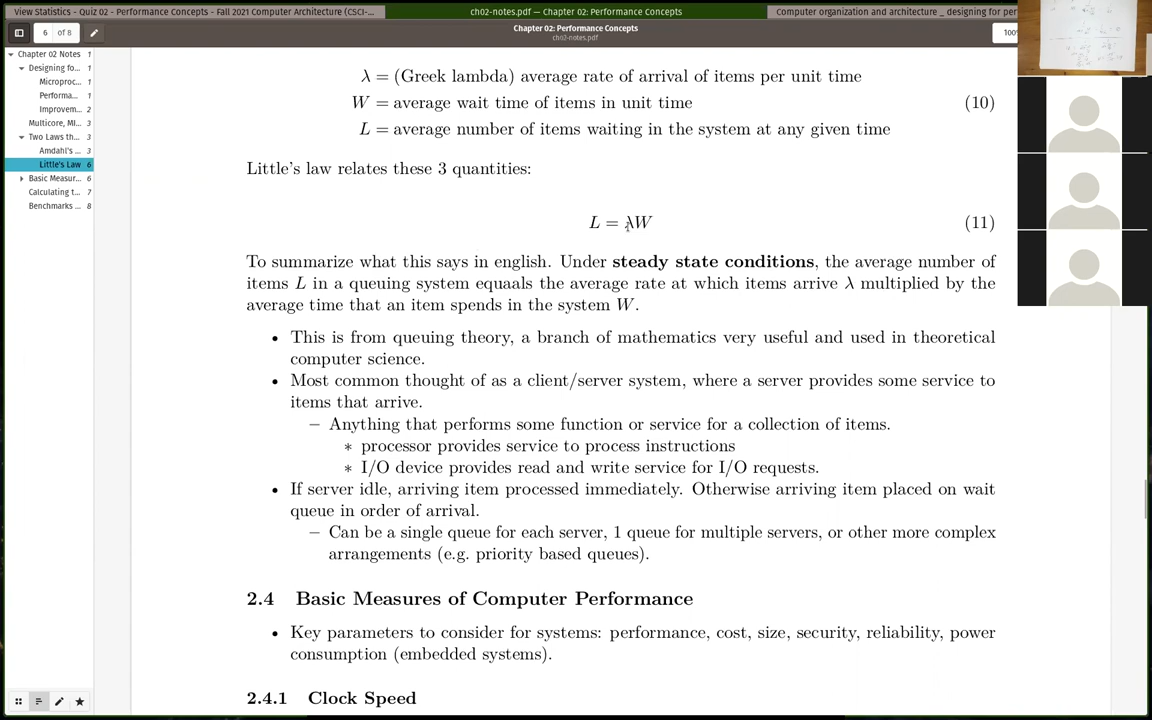 View Statistics - Quiz 02 - Performance Concepts - Fall 2021 Computer Architecture (CSCI-...
ch02-notes.pdf — Chapter 02: Performance Concepts
Computer organization and architecture _ designing for per
6 of 8
Chapter 02: Performance Concepts
ch02-notes.pdf
100
Chapter 02 Notes 1
Designing fo... 1
Microproc... 1
Performa... 1
Improvem... 2
Multicore, MI... 3
Two Laws th... 3
Amdahl's ... 3
Little's Law 6
Basic Measur... 6
Calculating t... 7
Benchmarks ... 8
λ = (Greek lambda) average rate of arrival of items per unit time
W = average wait time of items in unit time (10)
L = average number of items waiting in the system at any given time
Little's law relates these 3 quantities:
L = λW (11)
To summarize what this says in english. Under steady state conditions, the average number of
items L in a queuing system equaals the average rate at which items arrive λ multiplied by the
average time that an item spends in the system W.
• This is from queuing theory, a branch of mathematics very useful and used in theoretical
computer science.
• Most common thought of as a client/server system, where a server provides some service to
items that arrive.
– Anything that performs some function or service for a collection of items.
* processor provides service to process instructions
* I/O device provides read and write service for I/O requests.
• If server idle, arriving item processed immediately. Otherwise arriving item placed on wait
queue in order of arrival.
– Can be a single queue for each server, 1 queue for multiple servers, or other more complex
arrangements (e.g. priority based queues).
2.4 Basic Measures of Computer Performance
• Key parameters to consider for systems: performance, cost, size, security, reliability, power
consumption (embedded systems).
2.4.1 Clock Speed